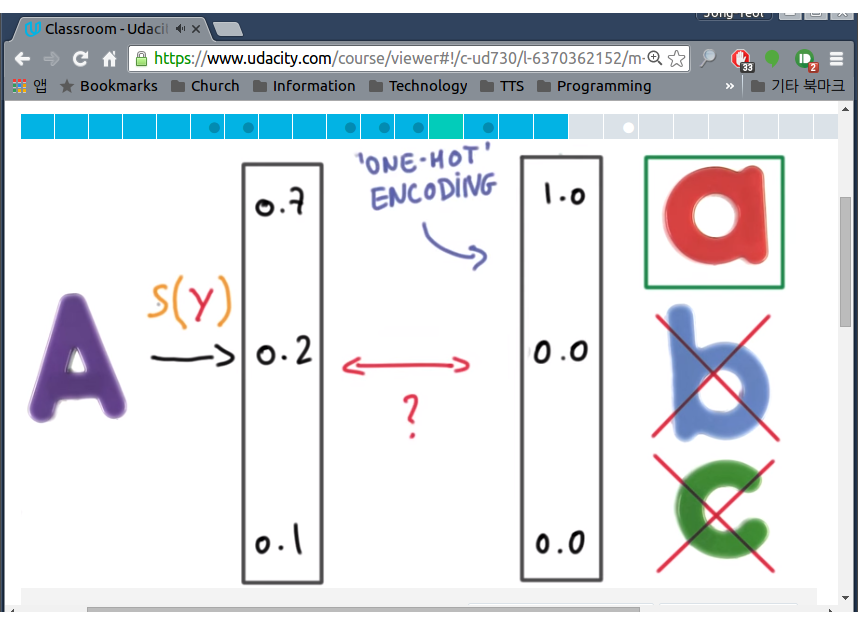 Jong Yeol
Classroom - Udaci
https://www.udacity.com/course/viewer#!/c-ud730/l-6370362152/m-
33
2
앱 Bookmarks Church Information Technology TTS Programming » 기타 북마크
'ONE-HOT'
ENCODING
0.7
1.0
a
S(Y)
A
0.2
0.0
b
?
0.1
0.0
c